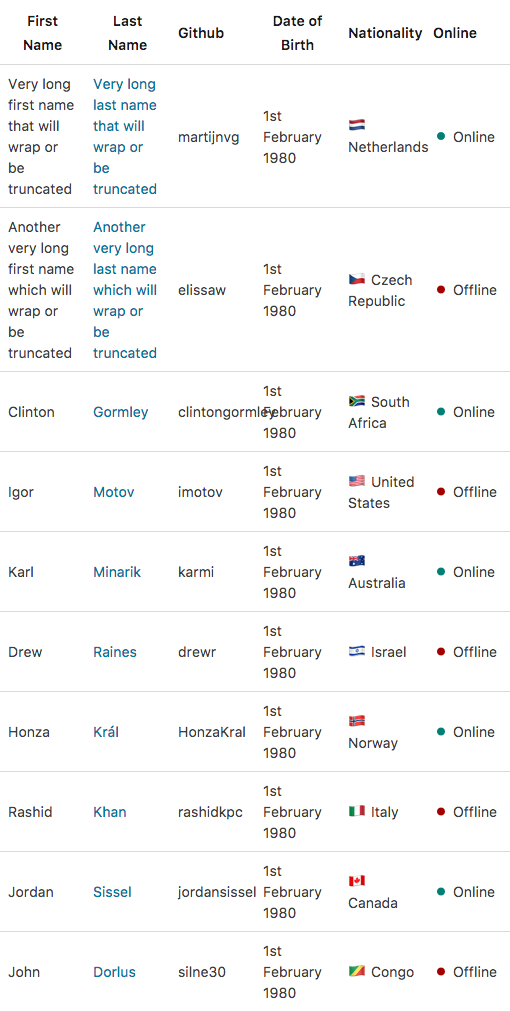 First
Name
Last
Name
Github
Date of
Birth
Nationality
Online
Very long
first name
that will
wrap or
be
truncated
Very long
last name
that will
wrap or
be
truncated
martijnvg
1st
February
1980
Netherlands
Online
Another
very long
first name
which will
wrap or
be
truncated
Another
very long
last name
which will
wrap or
be
truncated
elissaw
1st
February
1980
Czech
Republic
Offline
Clinton
Gormley
clintongormley
1st
February
1980
South
Africa
Online
Igor
Motov
imotov
1st
February
1980
United
States
Offline
Karl
Minarik
karmi
1st
February
1980
Australia
Online
Drew
Raines
drewr
1st
February
1980
Israel
Offline
Honza
Král
HonzaKral
1st
February
1980
Norway
Online
Rashid
Khan
rashidkpc
1st
February
1980
Italy
Offline
Jordan
Sissel
jordansissel
1st
February
1980
Canada
Online
John
Dorlus
silne30
1st
February
1980
Congo
Offline